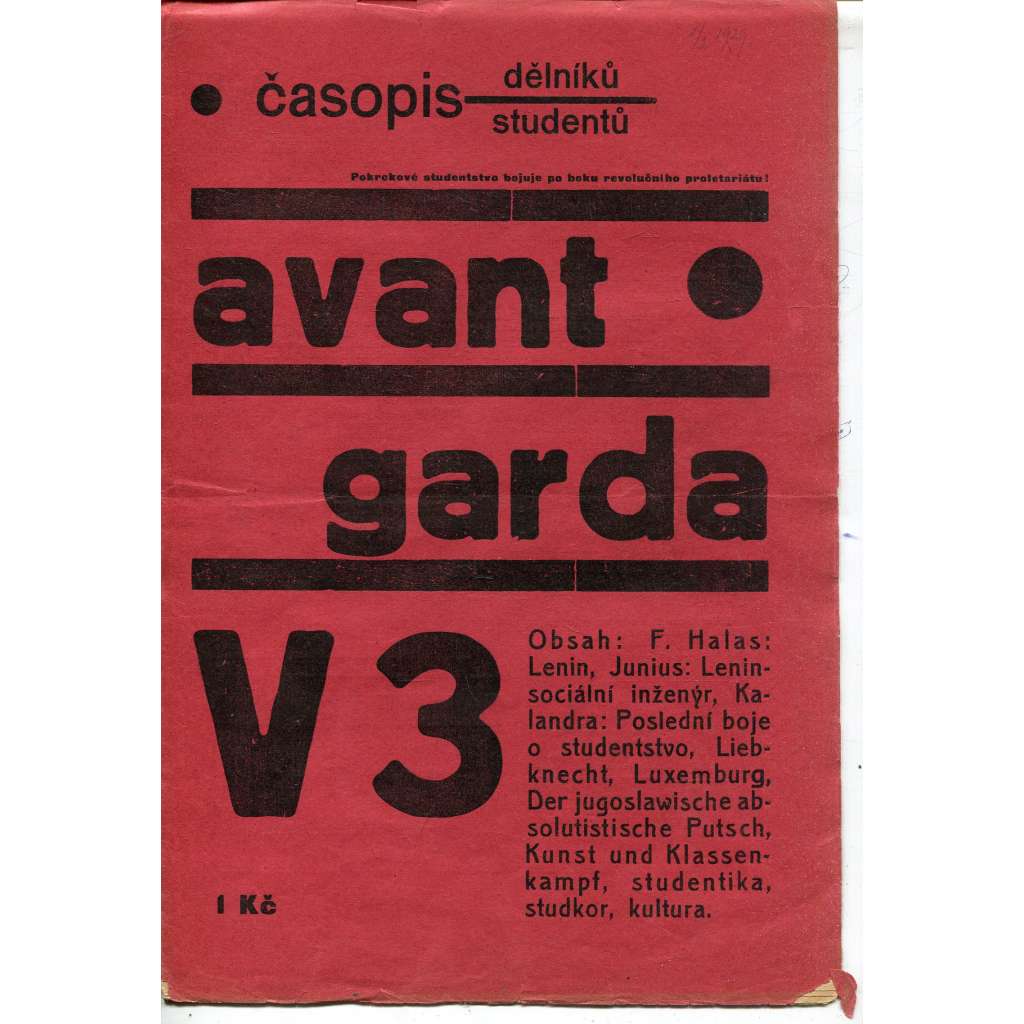 časopis dělníků
studentů
Pokrokové studentstvo bojuje po boku revolučního proletariátu!
avant
garda
V 3
Obsah: F. Halas:
Lenin, Junius: Lenin-
sociální inženýr, Ka-
landra: Poslední boje
o studentstvo, Lieb-
knecht, Luxemburg,
Der jugoslawische ab-
solutistische Putsch,
Kunst und Klassen-
kampf, studentika,
studkor, kultura.
1 Kč